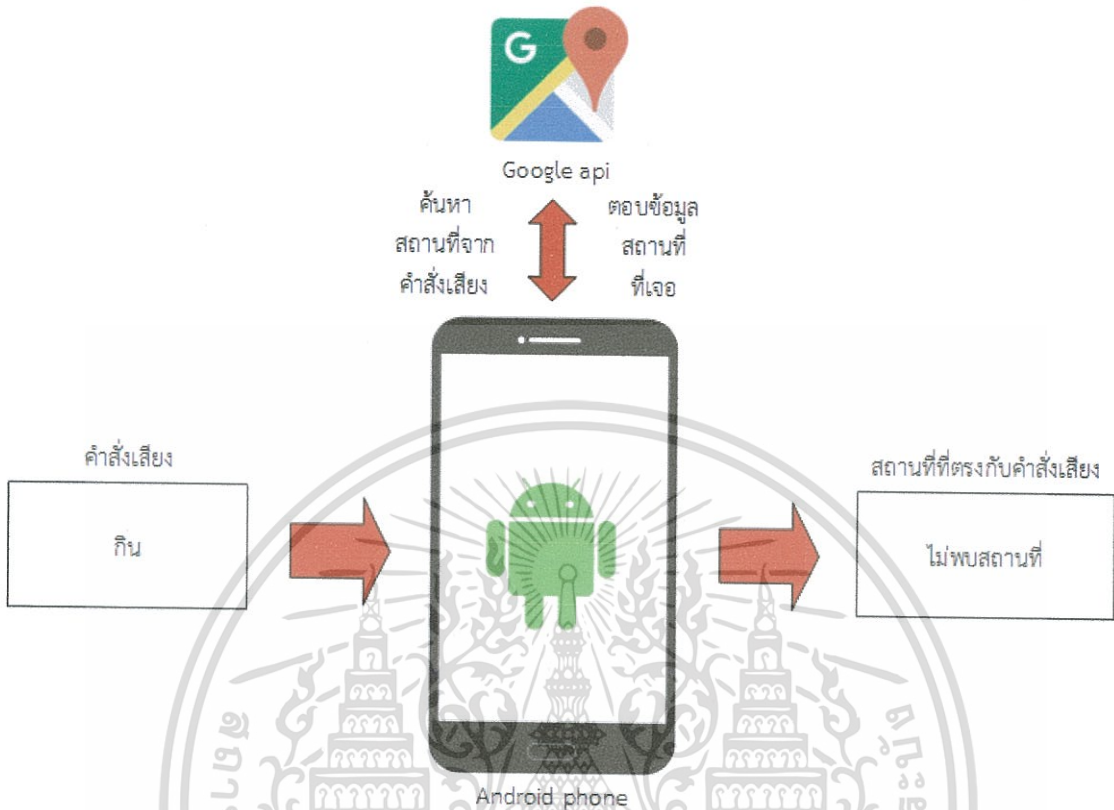 G
Google api
ค้นหา
สถานที่จาก
คำสั่งเสียง
ตอบข้อมูล
สถานที่
ที่เจอ
คำสั่งเสียง
กิน
สถานที่ที่ตรงกับคำสั่งเสียง
ไม่พบสถานที่
Android phone